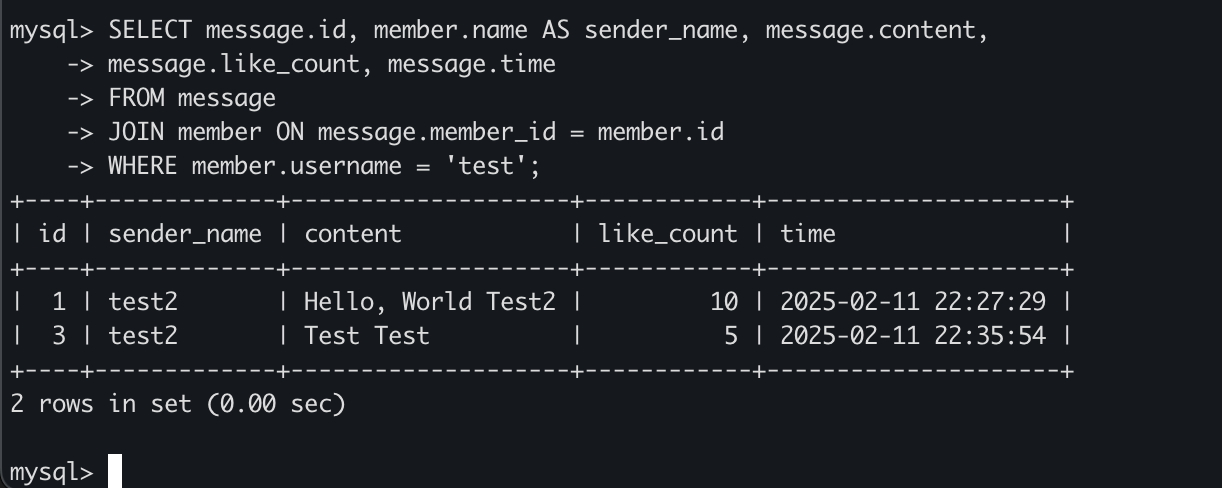 mysql> SELECT message.id, member.name AS sender_name, message.content,
    -> message.like_count, message.time
    -> FROM message
    -> JOIN member ON message.member_id = member.id
    -> WHERE member.username = 'test';
+----+-------------+--------------------+------------+---------------------+
| id | sender_name | content            | like_count | time                |
+----+-------------+--------------------+------------+---------------------+
|  1 | test2       | Hello, World Test2 |         10 | 2025-02-11 22:27:29 |
|  3 | test2       | Test Test          |          5 | 2025-02-11 22:35:54 |
+----+-------------+--------------------+------------+---------------------+
2 rows in set (0.00 sec)

mysql>